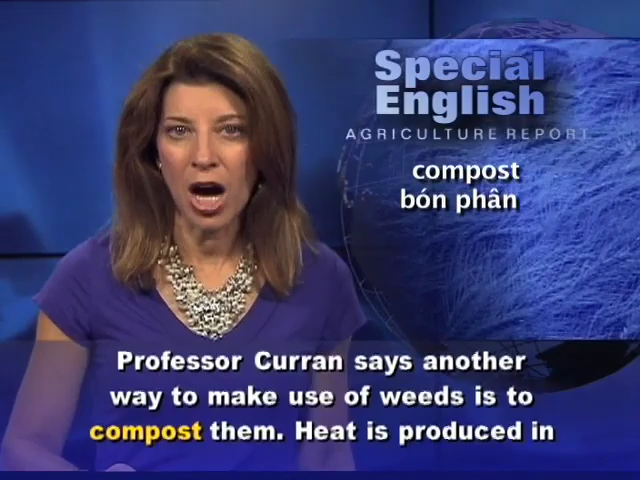 Special
English
AGRICULTURE REPORT
compost
bón phân
Professor Curran says another
way to make use of weeds is to
compost them. Heat is produced in